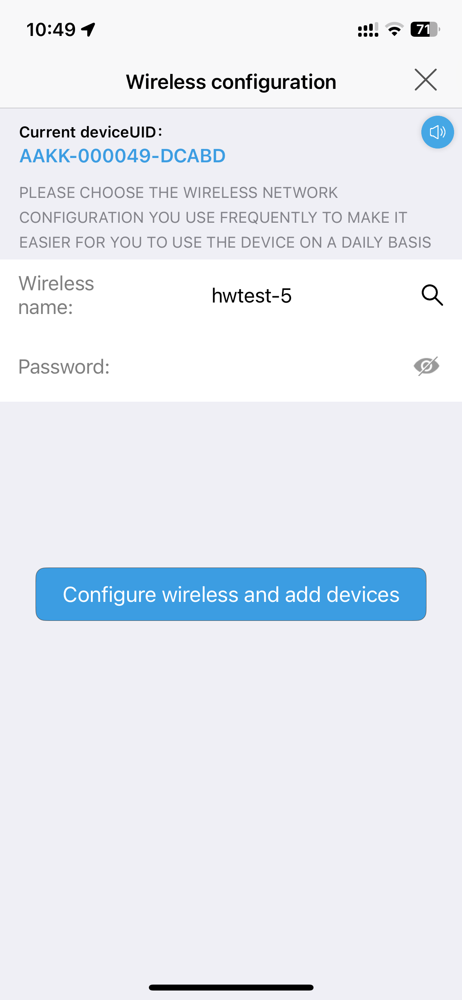 10:49
71
Wireless configuration
Current deviceUID:
AAKK-000049-DCABD
PLEASE CHOOSE THE WIRELESS NETWORK
CONFIGURATION YOU USE FREQUENTLY TO MAKE IT
EASIER FOR YOU TO USE THE DEVICE ON A DAILY BASIS
Wireless
name:
hwtest-5
Password:
Configure wireless and add devices